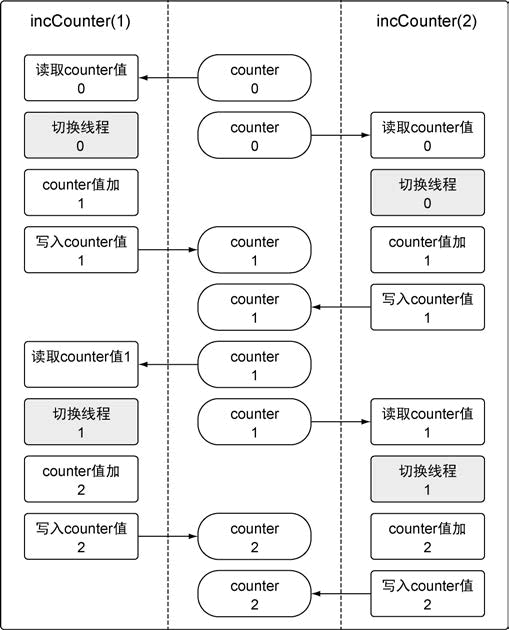 incCounter(1)
incCounter(2)
读取counter值
0
counter
0
切换线程
0
counter
0
读取counter值
0
counter值加
1
切换线程
0
写入counter值
1
counter
1
counter值加
1
counter
1
写入counter值
1
读取counter值1
counter
1
切换线程
1
counter
1
读取counter值
1
counter值加
2
切换线程
1
写入counter值
2
counter
2
counter值加
2
counter
2
写入counter值
2